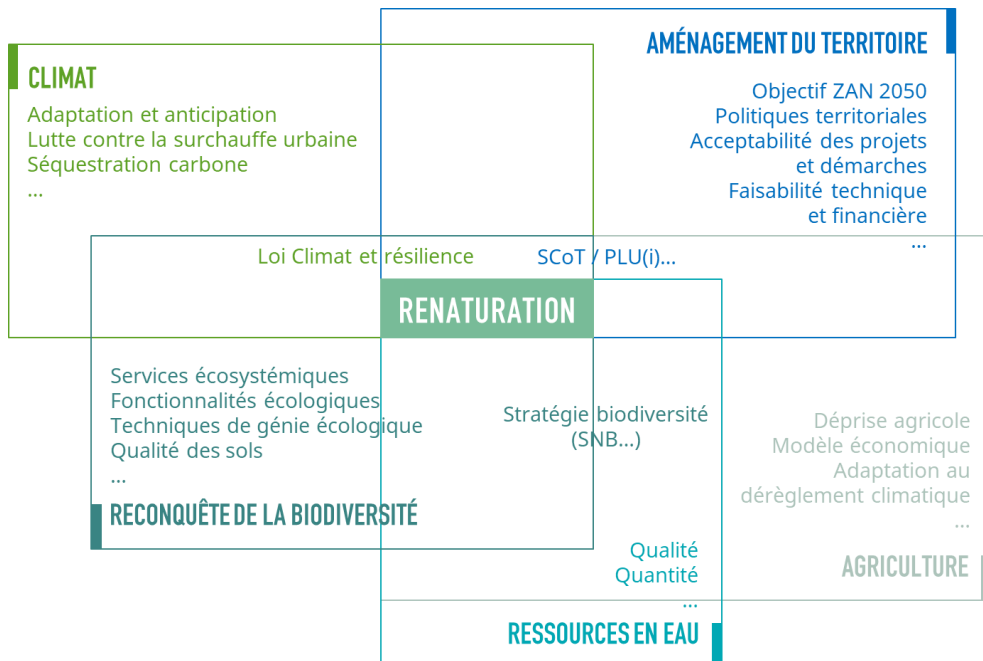 AMÉNAGEMENT DU TERRITOIRE
Objectif ZAN 2050
Politiques territoriales
Acceptabilité des projets
et démarches
Faisabilité technique
et financière
...
CLIMAT
Adaptation et anticipation
Lutte contre la surchauffe urbaine
Séquestration carbone
...
Loi Climat et résilience
SCoT / PLU(i)...
RENATURATION
Services écosystémiques
Fonctionnalités écologiques
Techniques de génie écologique
Qualité des sols
...
RECONQUÊTE DE LA BIODIVERSITÉ
Stratégie biodiversité
(SNB...)
Déprise agricole
Modèle économique
Adaptation au
dérèglement climatique
...
AGRICULTURE
Qualité
Quantité
...
RESSOURCES EN EAU